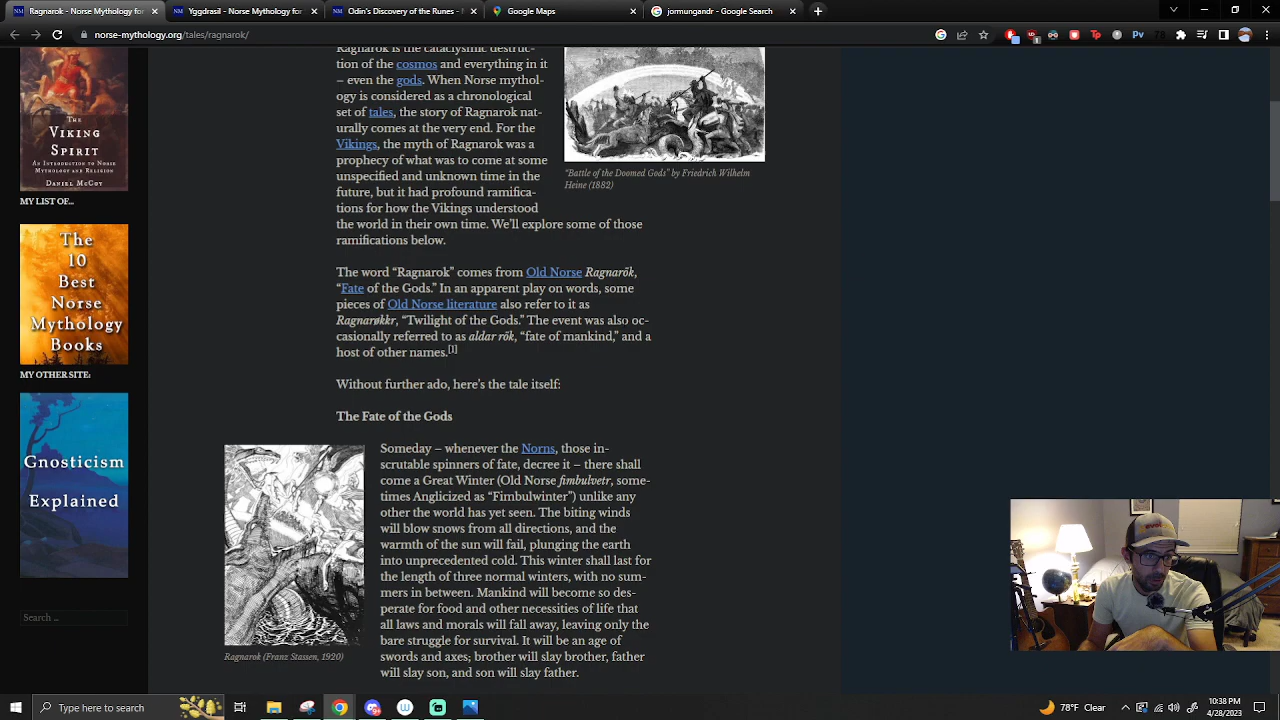 Ragnarok - Norse Mythology for
Yggdrasil - Norse Mythology for S
Odin's Discovery of the Runes - N
Google Maps
jormungandr - Google Search
norse-mythology.org/tales/ragnarok/
78
THE
VIKING
SPIRIT
AN INTRODUCTION TO NORSE
MYTHOLOGY AND RELIGION
DANIEL MCCOY
MY LIST OF...
The
10
Best
Norse
Mythology
Books
MY OTHER SITE:
Gnosticism
Explained
Search ...
Ragnarok is the cataclysmic destruc-
tion of the cosmos and everything in it
– even the gods. When Norse mythol-
ogy is considered as a chronological
set of tales, the story of Ragnarok nat-
urally comes at the very end. For the
Vikings, the myth of Ragnarok was a
prophecy of what was to come at some
unspecified and unknown time in the
future, but it had profound ramifica-
tions for how the Vikings understood
the world in their own time. We'll explore some of those
ramifications below.
“Battle of the Doomed Gods” by Friedrich Wilhelm
Heine (1882)
The word “Ragnarok” comes from Old Norse Ragnarök,
“Fate of the Gods.” In an apparent play on words, some
pieces of Old Norse literature also refer to it as
Ragnarøkkr, “Twilight of the Gods.” The event was also oc-
casionally referred to as aldar rök, “fate of mankind,” and a
host of other names.[1]
Without further ado, here's the tale itself:
The Fate of the Gods
Someday – whenever the Norns, those in-
scrutable spinners of fate, decree it – there shall
come a Great Winter (Old Norse fimbulvetr, some-
times Anglicized as “Fimbulwinter”) unlike any
other the world has yet seen. The biting winds
will blow snows from all directions, and the
warmth of the sun will fail, plunging the earth
into unprecedented cold. This winter shall last for
the length of three normal winters, with no sum-
mers in between. Mankind will become so des-
perate for food and other necessities of life that
all laws and morals will fall away, leaving only the
bare struggle for survival. It will be an age of
swords and axes; brother will slay brother, father
will slay son, and son will slay father.
Ragnarok (Franz Stassen, 1920)
Type here to search
78°F Clear
10:38 PM
4/28/2023